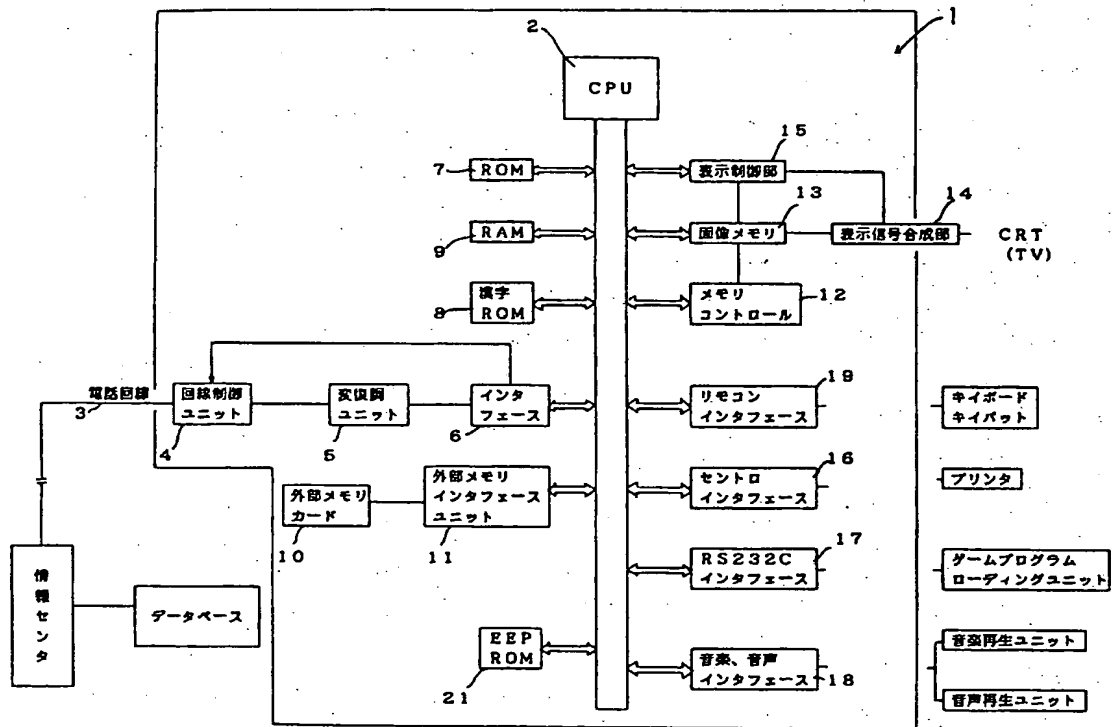 1
2
CPU
15
7
ROM
表示制御部
13
14
9
RAM
画像メモリ
表示信号合成部
CRT
(TV)
8
漢字
ROM
メモリ
コントロール
12
電話回線
3
回線制御
ユニット
4
変復調
ユニット
5
インタ
フェース
6
リモコン
インタフェース
19
キイボード
キイパット
外部メモリ
カード
10
外部メモリ
インタフェース
ユニット
11
セントロ
インタフェース
16
プリンタ
RS232C
インタフェース
17
ゲームプログラム
ローディングユニット
情報センタ
データベース
EEP
ROM
21
音楽、音声
インタフェース
18
音楽再生ユニット
音声再生ユニット